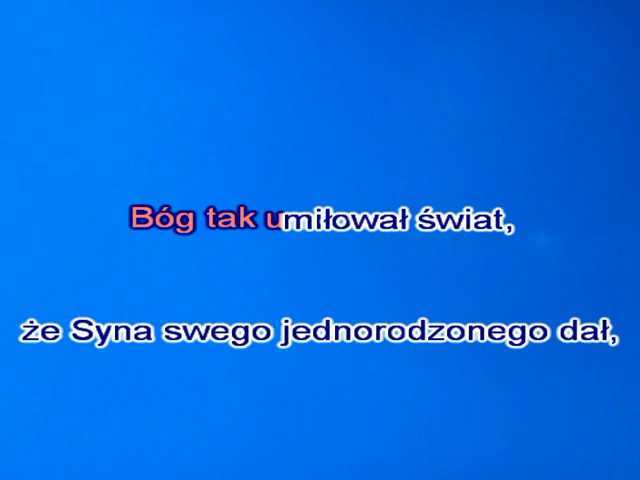 Bóg tak umiłował świat,
że Syna swego jednorodzonego dał,